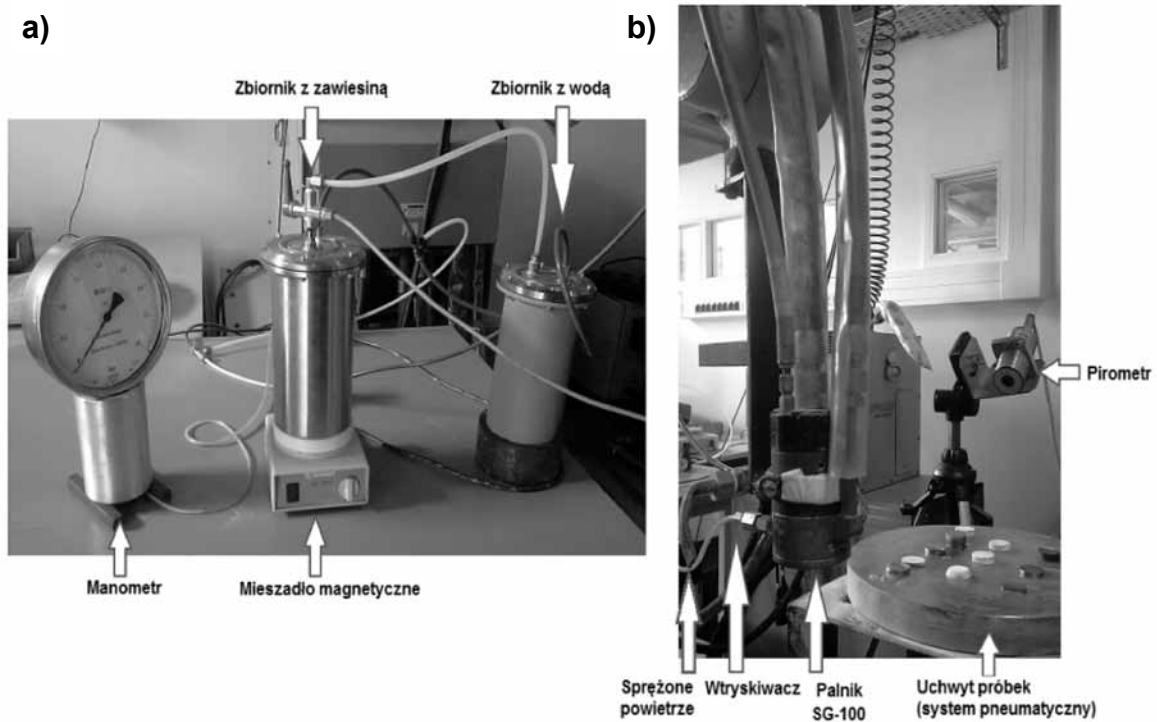 a)
Zbiornik z zawiesiną
Zbiornik z wodą
Manometr
Mieszadło magnetyczne
b)
Pirometr
Sprężone
powietrze
Wtryskiwacz
Palnik
SG-100
Uchwyt próbek
(system pneumatyczny)